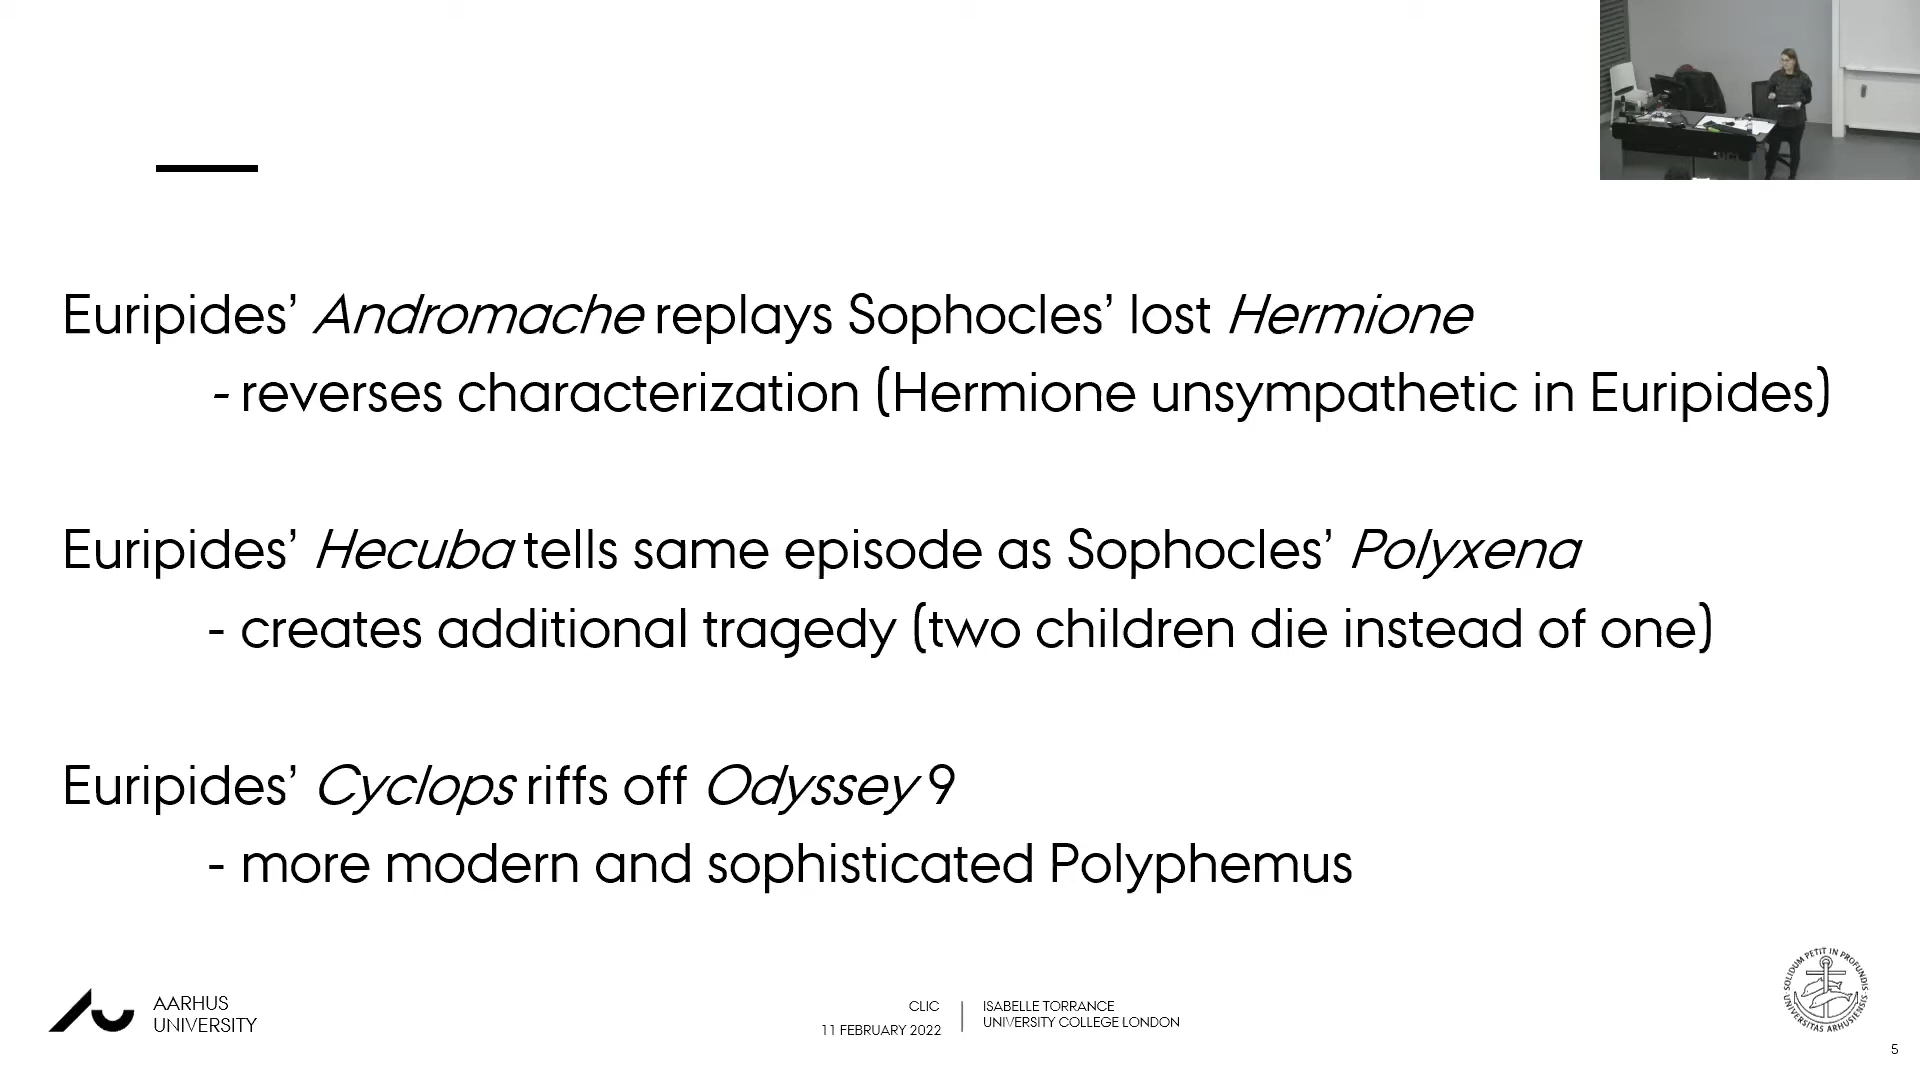 Euripides’ Andromache replays Sophocles’ lost Hermione
- reverses characterization (Hermione unsympathetic in Euripides)
Euripides’ Hecuba tells same episode as Sophocles’ Polyxena
- creates additional tragedy (two children die instead of one)
Euripides’ Cyclops riffs off Odyssey 9
- more modern and sophisticated Polyphemus
AARHUS
UNIVERSITY
CLIC
11 FEBRUARY 2022
ISABELLE TORRANCE
UNIVERSITY COLLEGE LONDON
SOLIDUM PETIT IN PROFUNDIS
UNIVERSITAS ARHUSIENSIS
5